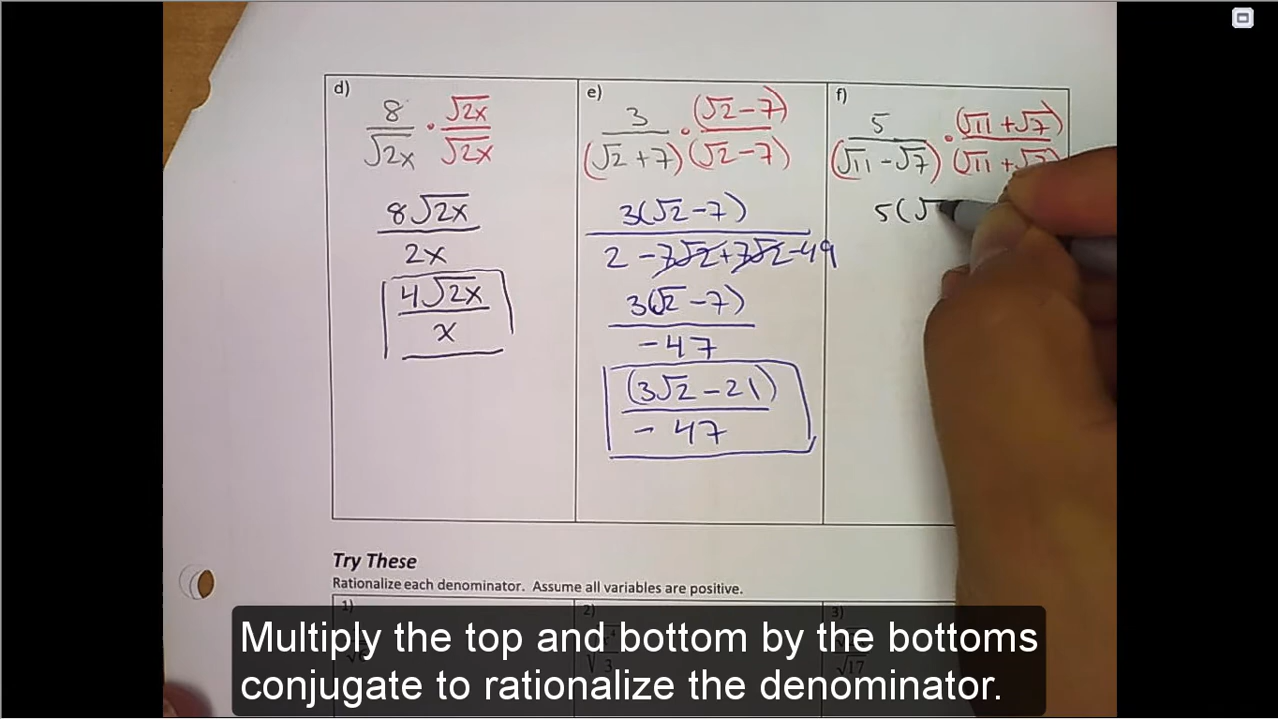 d)
8/√2x · √2x/√2x
8√2x/2x
4√2x/x
e)
3/(√2 + 7) · (√2 - 7)/(√2 - 7)
3(√2 - 7)/2 - 7√2 + 7√2 - 49
3(√2 - 7)/-47
(3√2 - 21)/-47
f)
5/(√11 - √7) · (√11 + √7)/(√11 + √7)
5(√
Try These
Rationalize each denominator. Assume all variables are positive.
1)
2)
3)
√17
Multiply the top and bottom by the bottoms
conjugate to rationalize the denominator.